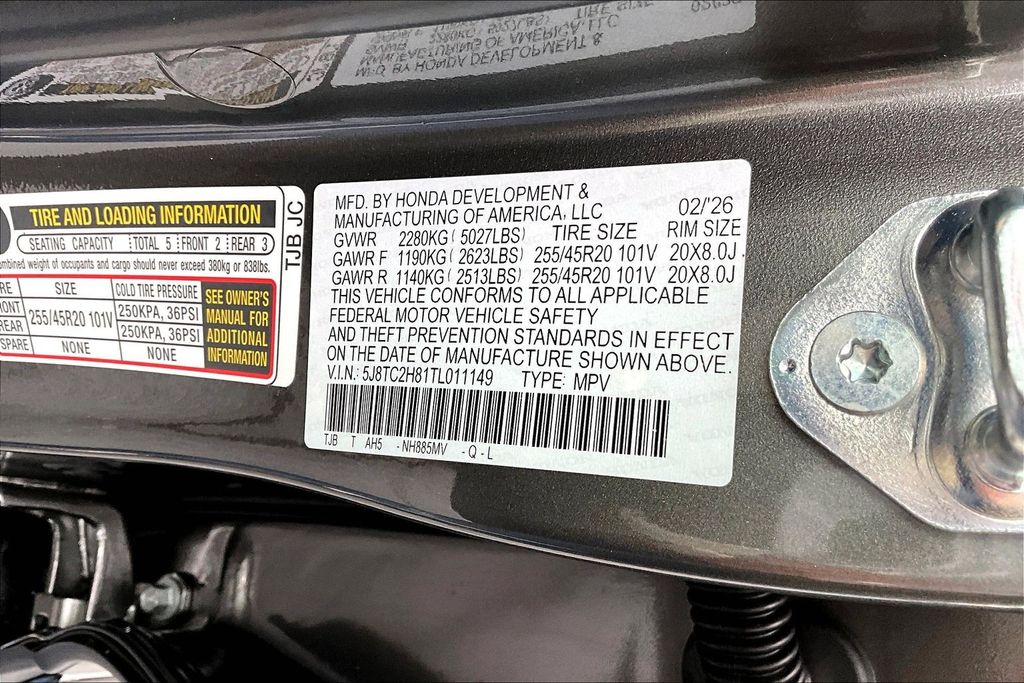 TIRE AND LOADING INFORMATION
SEATING CAPACITY TOTAL 5 FRONT 2 REAR 3
combined weight of occupants and cargo should never exceed 380kg or 838lbs.
SIZE COLD TIRE PRESSURE
FRONT 255/45R20 101V 250KPA, 36PSI
REAR 250KPA, 36PSI
SPARE NONE NONE
SEE OWNER'S
MANUAL FOR
ADDITIONAL
INFORMATION
TJB JC
MFD. BY HONDA DEVELOPMENT &
MANUFACTURING OF AMERICA, LLC 02/'26
GVWR 2280KG ( 5027LBS) TIRE SIZE RIM SIZE
GAWR F 1190KG (2623LBS) 255/45R20 101V 20X8.0J
GAWR R 1140KG (2513LBS) 255/45R20 101V 20X8.0J
THIS VEHICLE CONFORMS TO ALL APPLICABLE
FEDERAL MOTOR VEHICLE SAFETY
AND THEFT PREVENTION STANDARDS IN EFFECT
ON THE DATE OF MANUFACTURE SHOWN ABOVE.
V.I.N.: 5J8TC2H81TL011149 TYPE: MPV
TJB T AH5 - NH885MV - Q - L